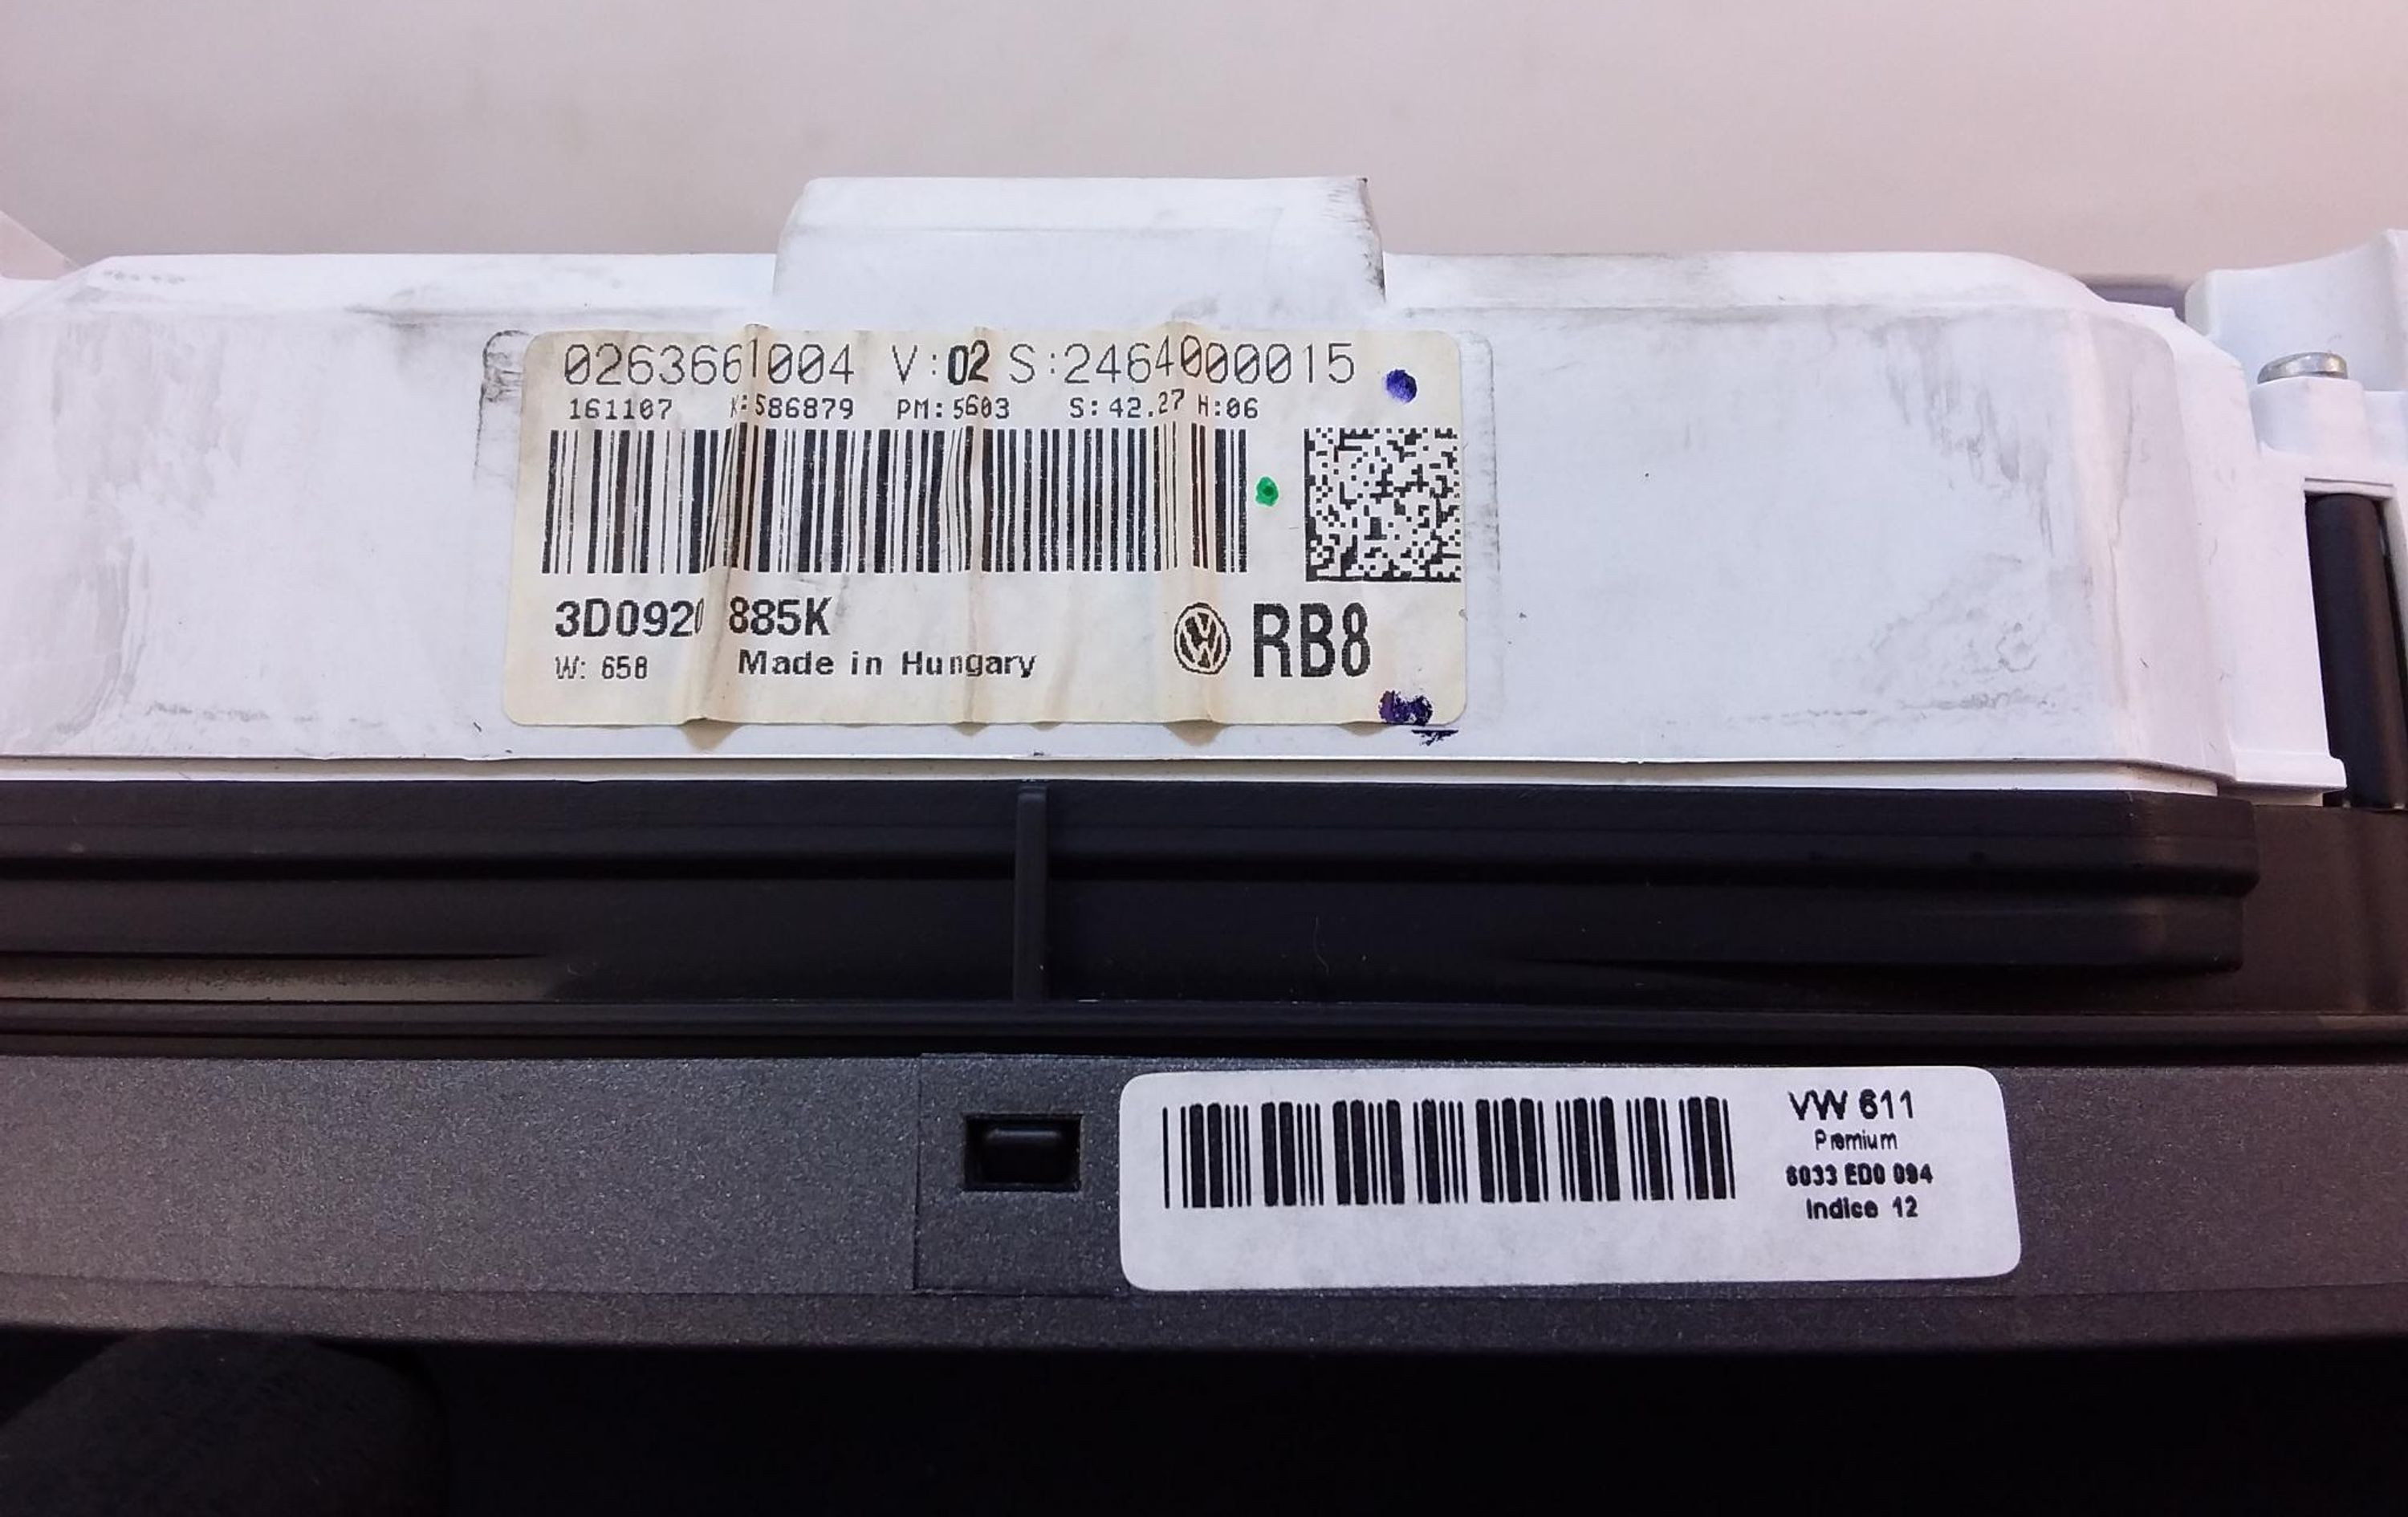 0263661004 V:02 S:2464000015
161107 K:586879 PM:5603 S:42.27 H:06
3D0920 885K
RB8
W: 658 Made in Hungary
VW 611
Premium
6033 ED0 094
Indice 12